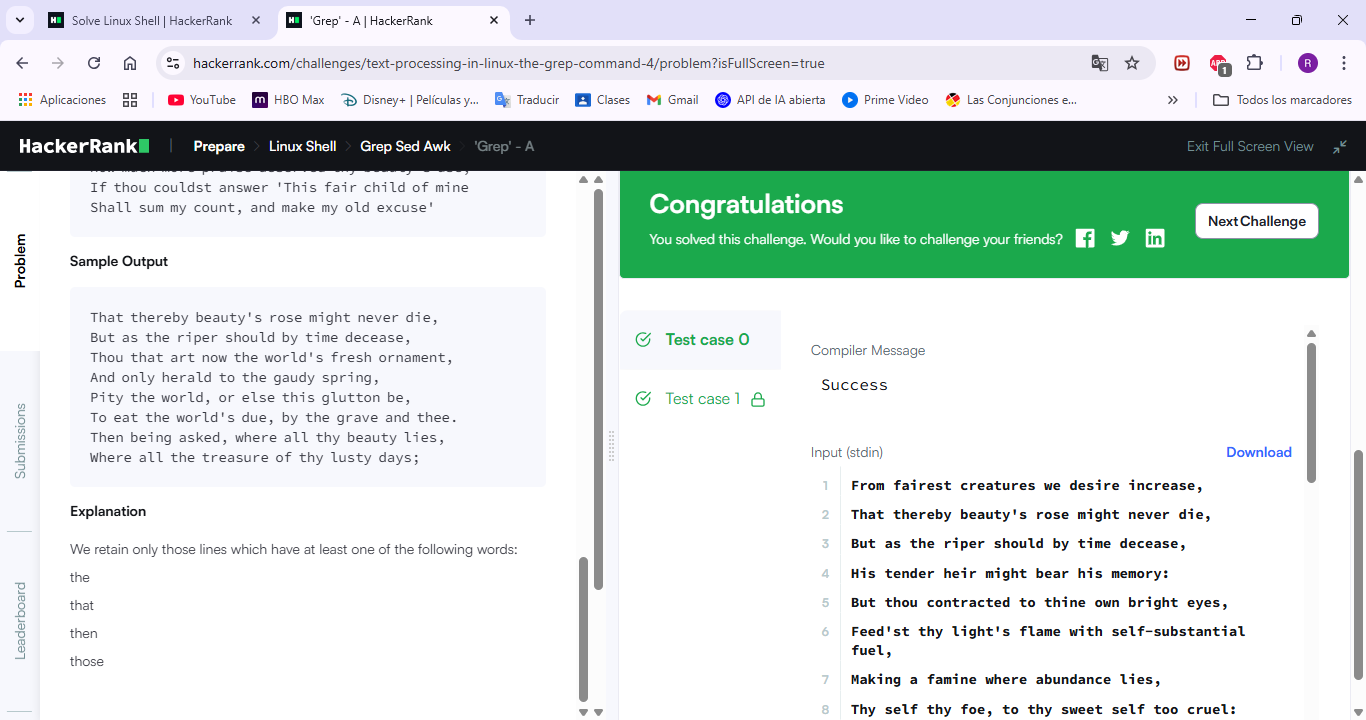 Solve Linux Shell | HackerRank
'Grep' - A | HackerRank
hackerrank.com/challenges/text-processing-in-linux-the-grep-command-4/problem?isFullScreen=true
1
R
Aplicaciones
YouTube
HBO Max
Disney+ | Películas y...
Traducir
Clases
Gmail
API de IA abierta
Prime Video
Las Conjunciones e...
Todos los marcadores
HackerRank
Prepare
Linux Shell
Grep Sed Awk
'Grep' - A
Exit Full Screen View
Problem
Submissions
Leaderboard
If thou couldst answer 'This fair child of mine
Shall sum my count, and make my old excuse'
Sample Output
That thereby beauty's rose might never die,
But as the riper should by time decease,
Thou that art now the world's fresh ornament,
And only herald to the gaudy spring,
Pity the world, or else this glutton be,
To eat the world's due, by the grave and thee.
Then being asked, where all thy beauty lies,
Where all the treasure of thy lusty days;
Explanation
We retain only those lines which have at least one of the following words:
the
that
then
those
Congratulations
You solved this challenge. Would you like to challenge your friends?
Next Challenge
Test case 0
Test case 1
Compiler Message
Success
Input (stdin)
Download
1 From fairest creatures we desire increase,
2 That thereby beauty's rose might never die,
3 But as the riper should by time decease,
4 His tender heir might bear his memory:
5 But thou contracted to thine own bright eyes,
6 Feed'st thy light's flame with self-substantial
fuel,
7 Making a famine where abundance lies,
8 Thy self thy foe, to thy sweet self too cruel: